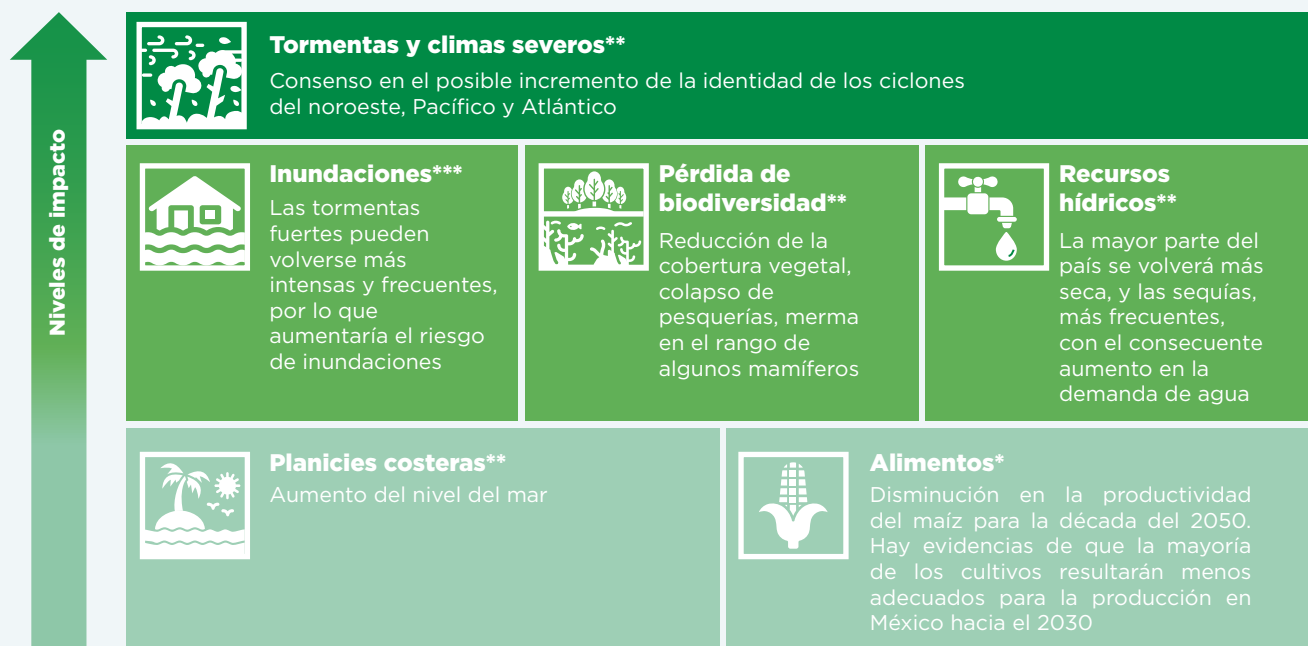 Niveles de impacto
Tormentas y climas severos**
Consenso en el posible incremento de la identidad de los ciclones
del noroeste, Pacífico y Atlántico
Inundaciones***
Las tormentas
fuertes pueden
volverse más
intensas y frecuentes,
por lo que
aumentaría el riesgo
de inundaciones
Pérdida de
biodiversidad**
Reducción de la
cobertura vegetal,
colapso de
pesquerías, merma
en el rango de
algunos mamíferos
Recursos
hídricos**
La mayor parte del
país se volverá más
seca, y las sequías,
más frecuentes,
con el consecuente
aumento en la
demanda de agua
Planicies costeras**
Aumento del nivel del mar
Alimentos*
Disminución en la productividad
del maíz para la década del 2050.
Hay evidencias de que la mayoría
de los cultivos resultarán menos
adecuados para la producción en
México hacia el 2030